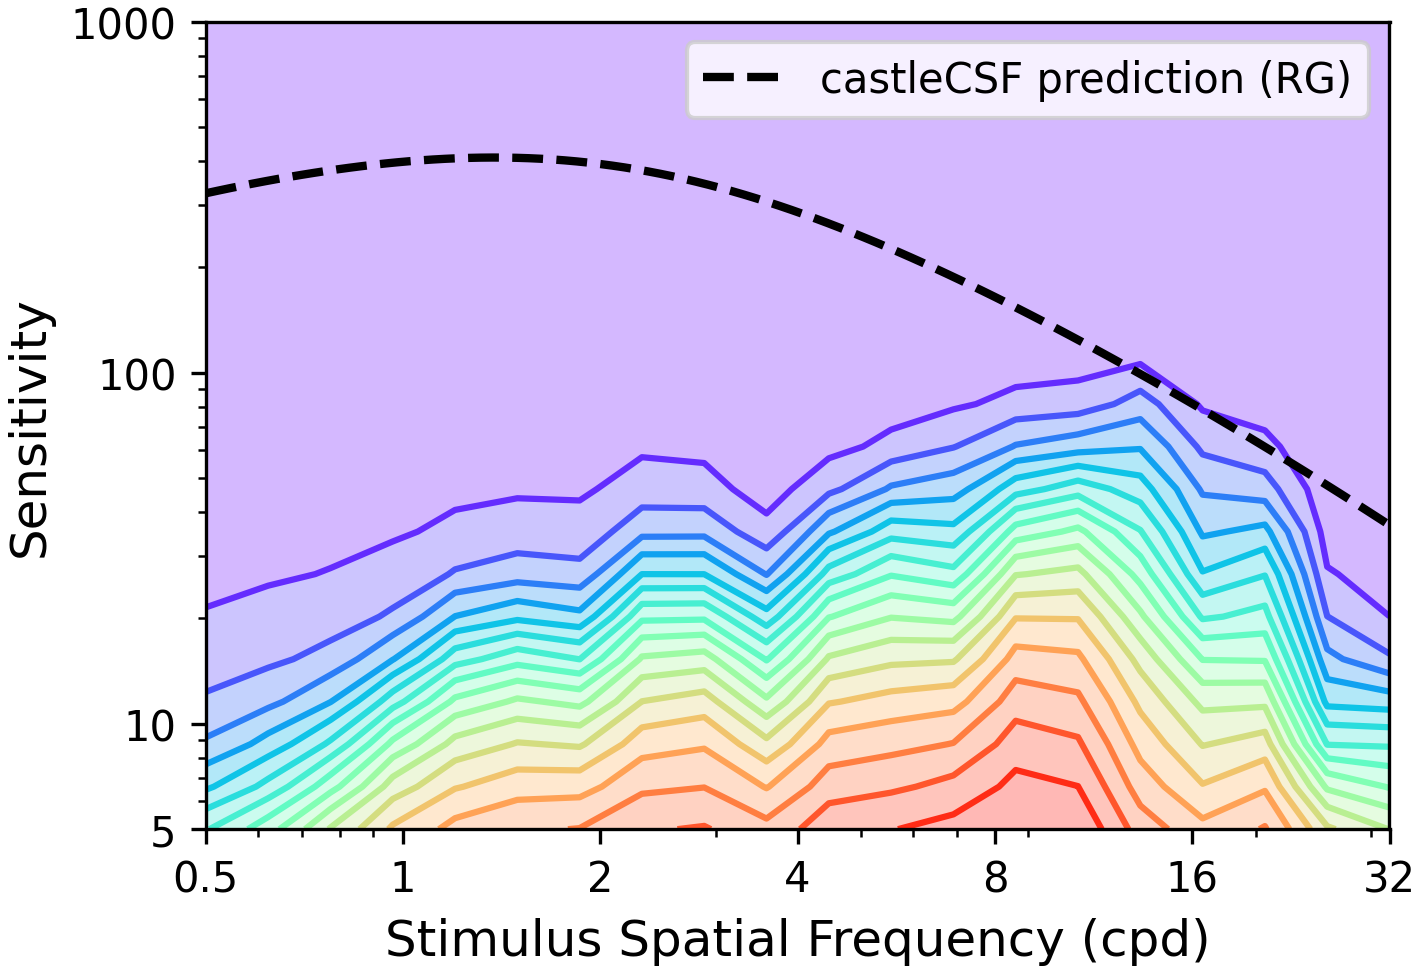 1000
castleCSF prediction (RG)
100
Sensitivity
10
5
0.5 1 2 4 8 16 32
Stimulus Spatial Frequency (cpd)